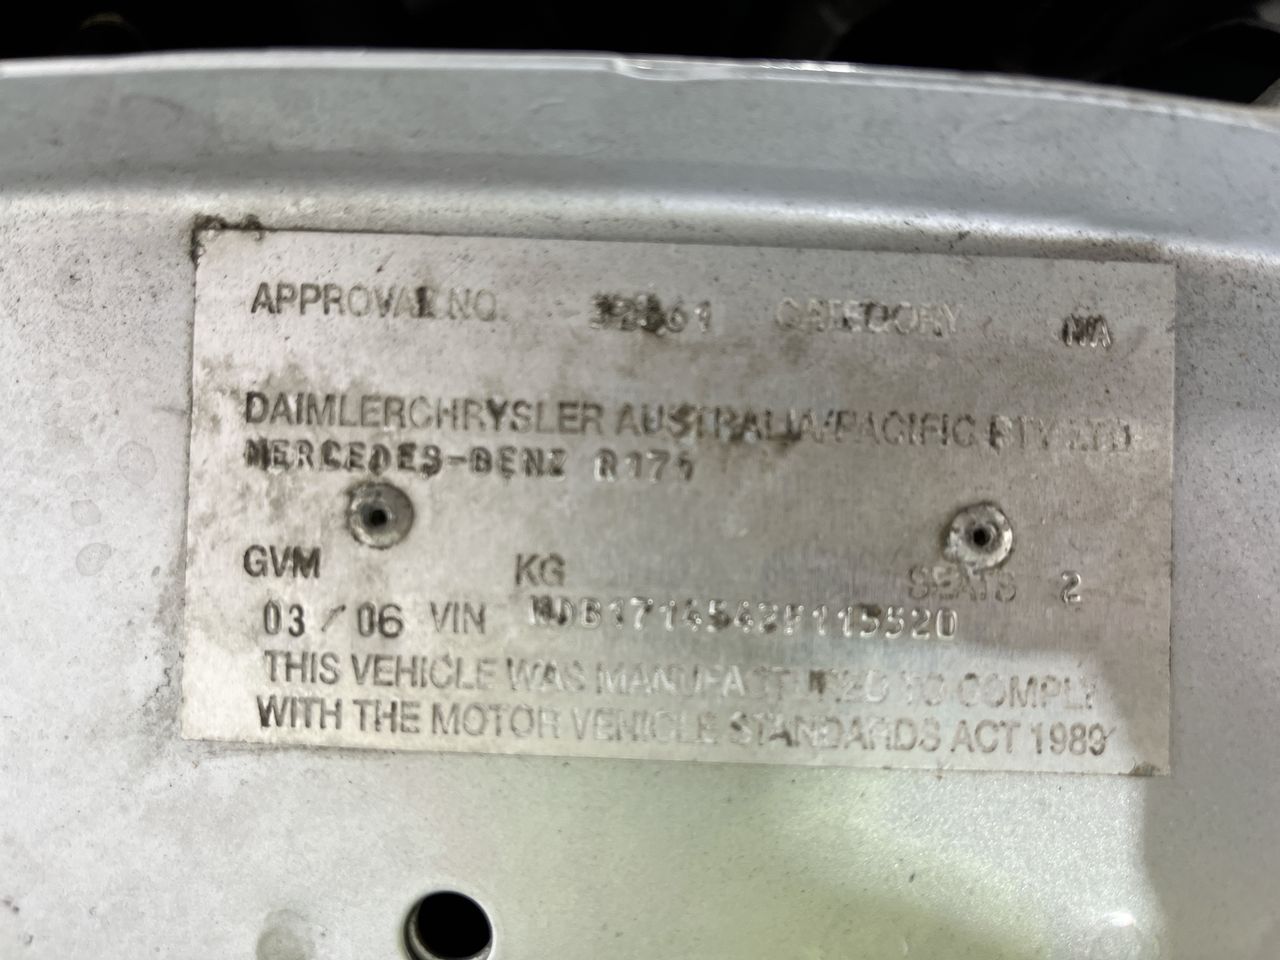 APPROVAL NO. CATEGORY MA
DAIMLERCHRYSLER AUSTRALIA/PACIFIC PTY LTD
MERCEDES-BENZ R171
GVM KG SEATS 2
03/06 VIN WDB1714542F115520
THIS VEHICLE WAS MANUFACTURED TO COMPLY
WITH THE MOTOR VEHICLE STANDARDS ACT 1989